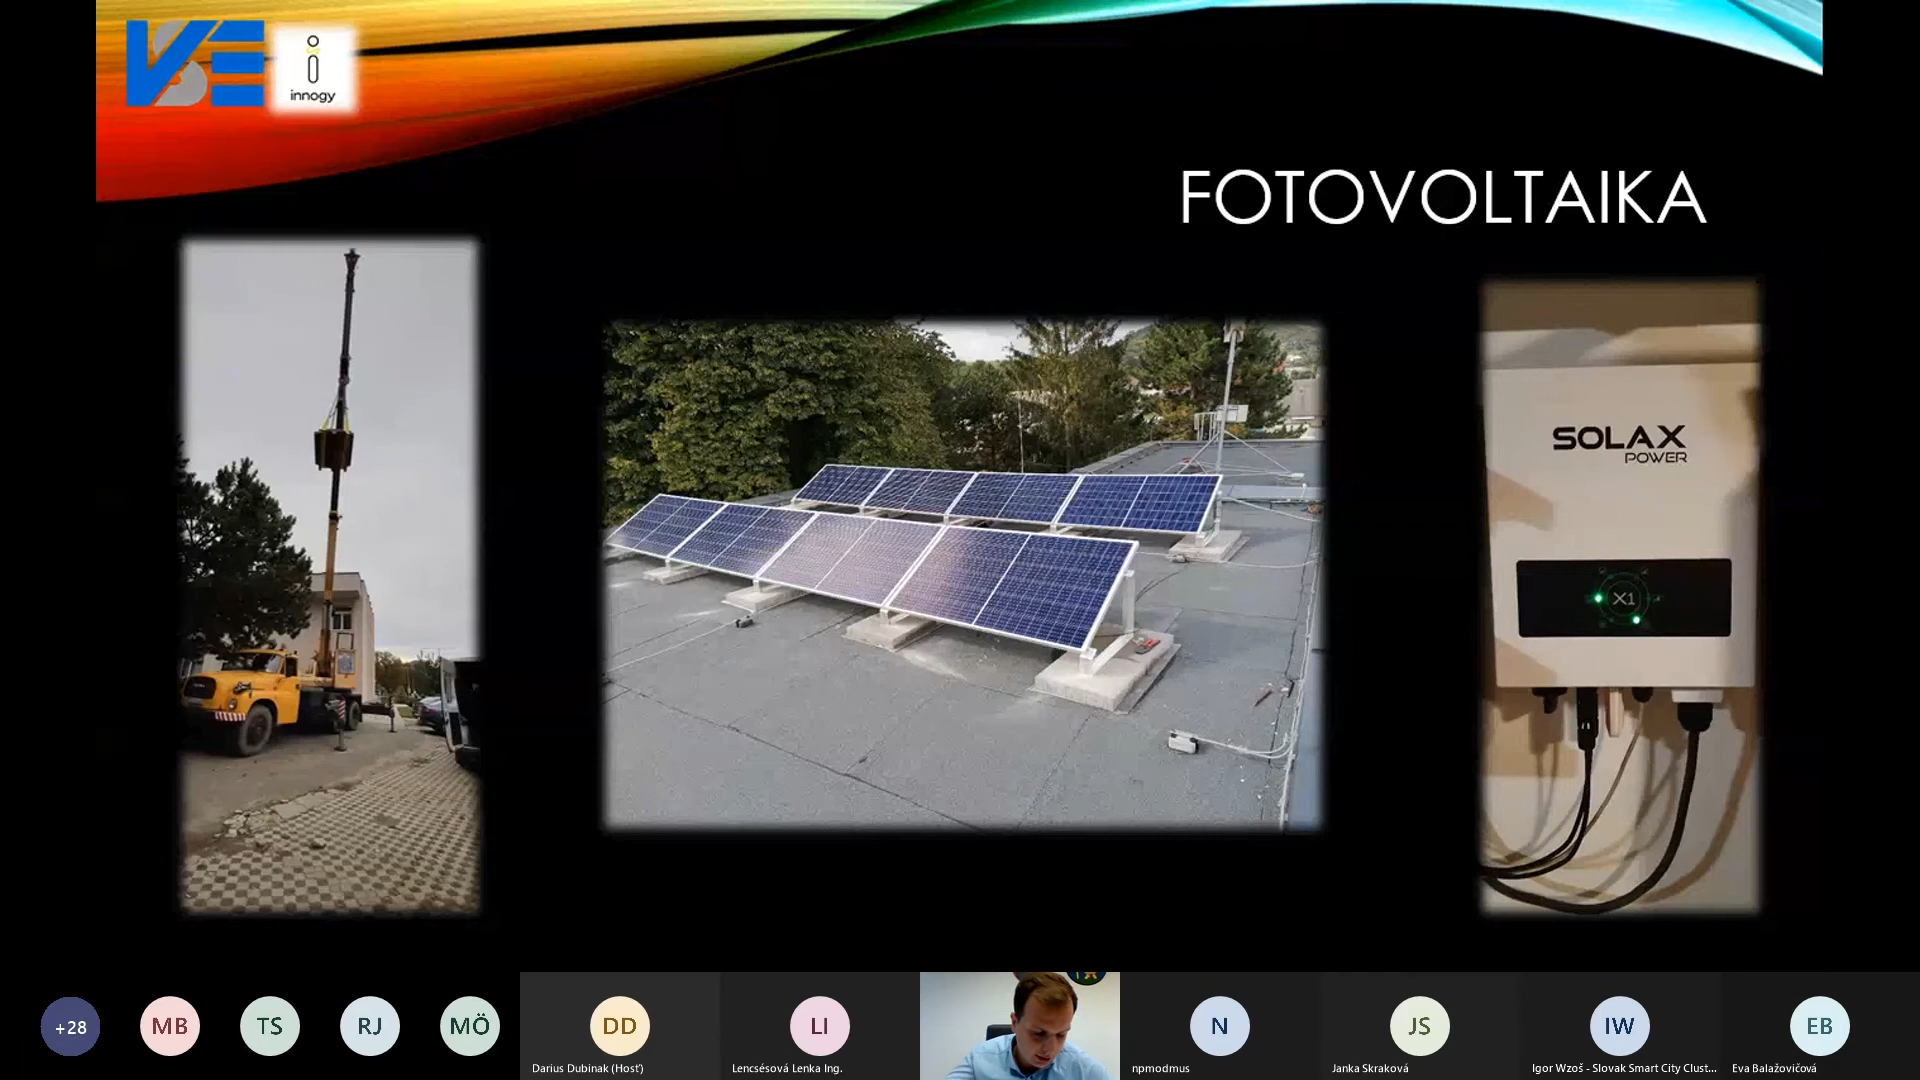 VSE
innogy
FOTOVOLTAIKA
SOLAX
POWER
X1
+28
MB
TS
RJ
MÖ
DD
LI
N
JS
IW
EB
Darius Dubinak (Hosť)
Lencsésová Lenka Ing.
npmodmus
Janka Skraková
Igor Wzoš - Slovak Smart City Clust...
Eva Balažovičová